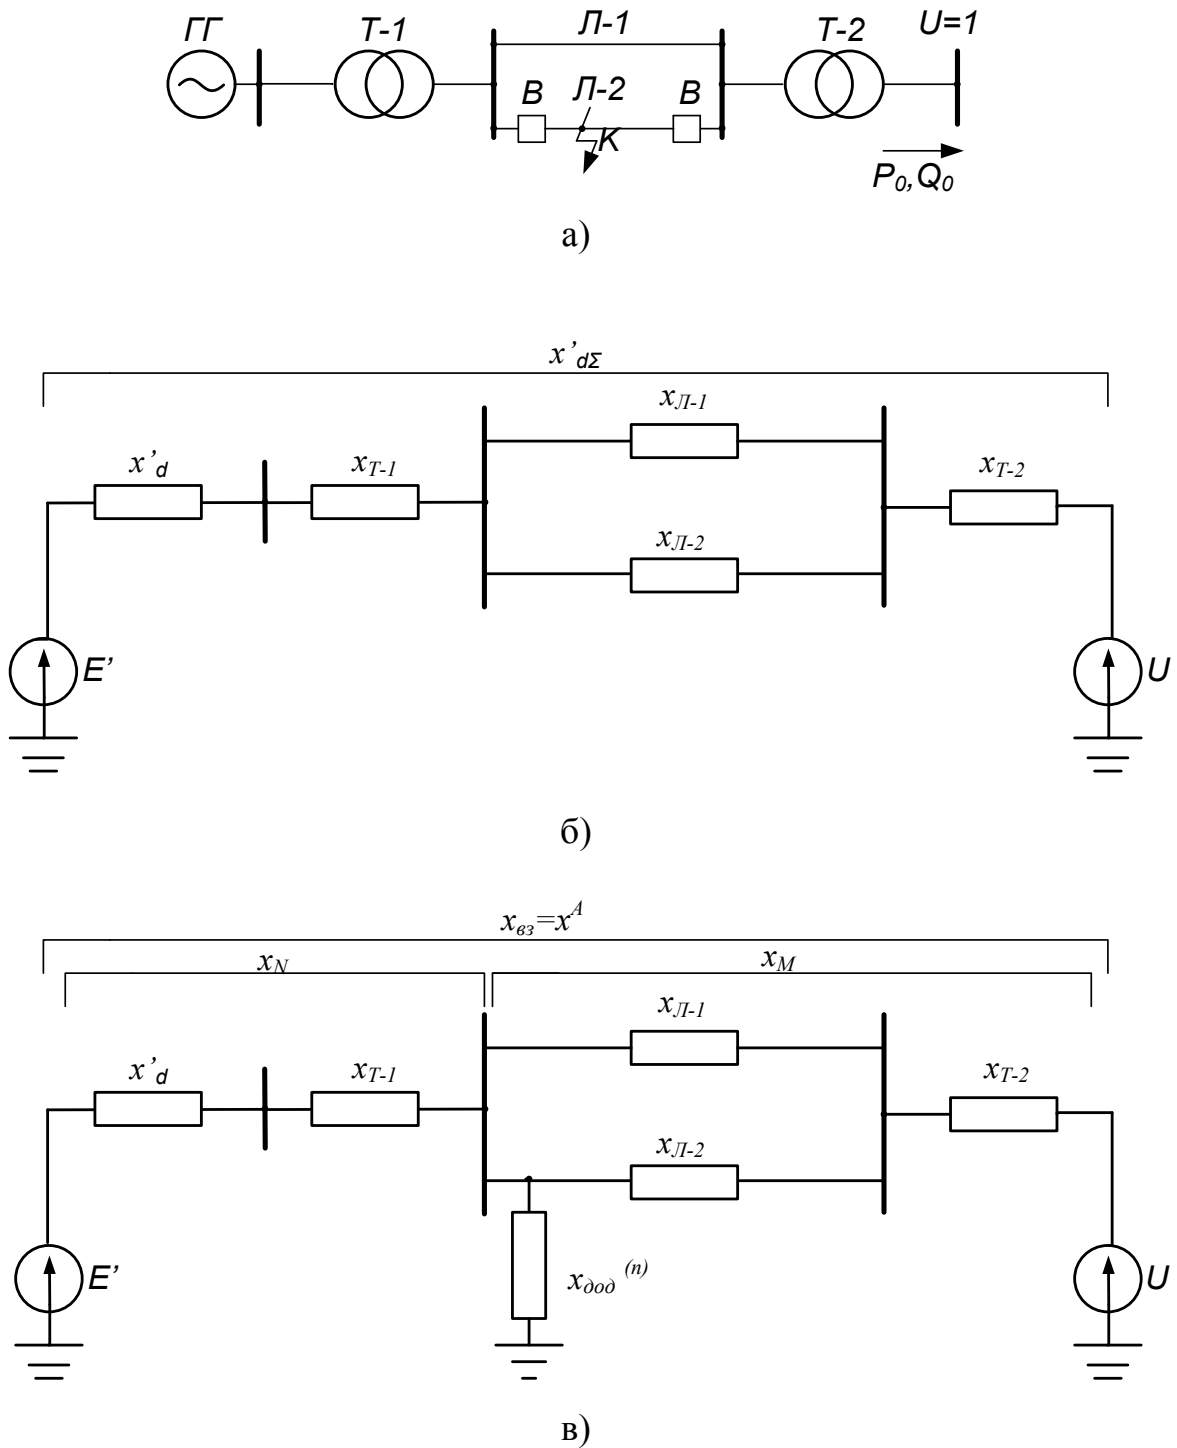 ГГ Т-1 Л-1 Т-2 U=1
В Л-2 В
К
P₀,Q₀
а)
x’dΣ
xЛ-1
x’d xТ-1 xТ-2
xЛ-2
E’ U
б)
xвз=x^A
xN xM
xЛ-1
x’d xТ-1 xТ-2
xЛ-2
E’ xдод⁽ⁿ⁾ U
в)